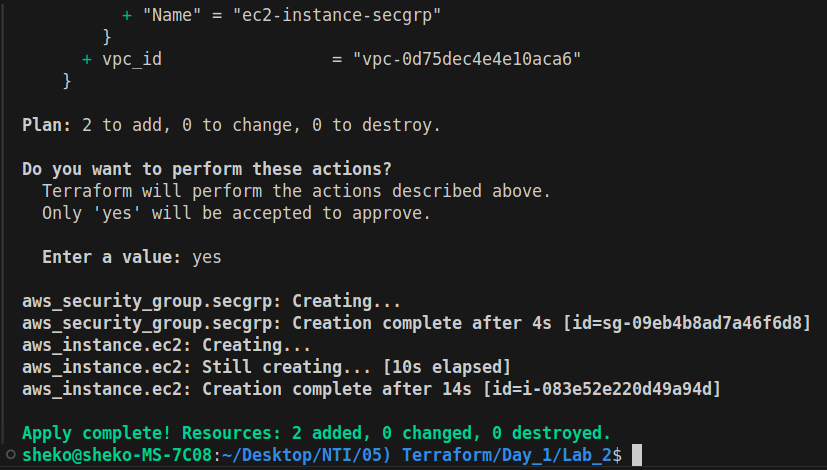 + "Name" = "ec2-instance-secgrp"
}
+ vpc_id = "vpc-0d75dec4e4e10aca6"
}
Plan: 2 to add, 0 to change, 0 to destroy.
Do you want to perform these actions?
Terraform will perform the actions described above.
Only 'yes' will be accepted to approve.
Enter a value: yes
aws_security_group.secgrp: Creating...
aws_security_group.secgrp: Creation complete after 4s [id=sg-09eb4b8ad7a46f6d8]
aws_instance.ec2: Creating...
aws_instance.ec2: Still creating... [10s elapsed]
aws_instance.ec2: Creation complete after 14s [id=i-083e52e220d49a94d]
Apply complete! Resources: 2 added, 0 changed, 0 destroyed.
sheko@sheko-MS-7C08:~/Desktop/NTI/05) Terraform/Day_1/Lab_2$